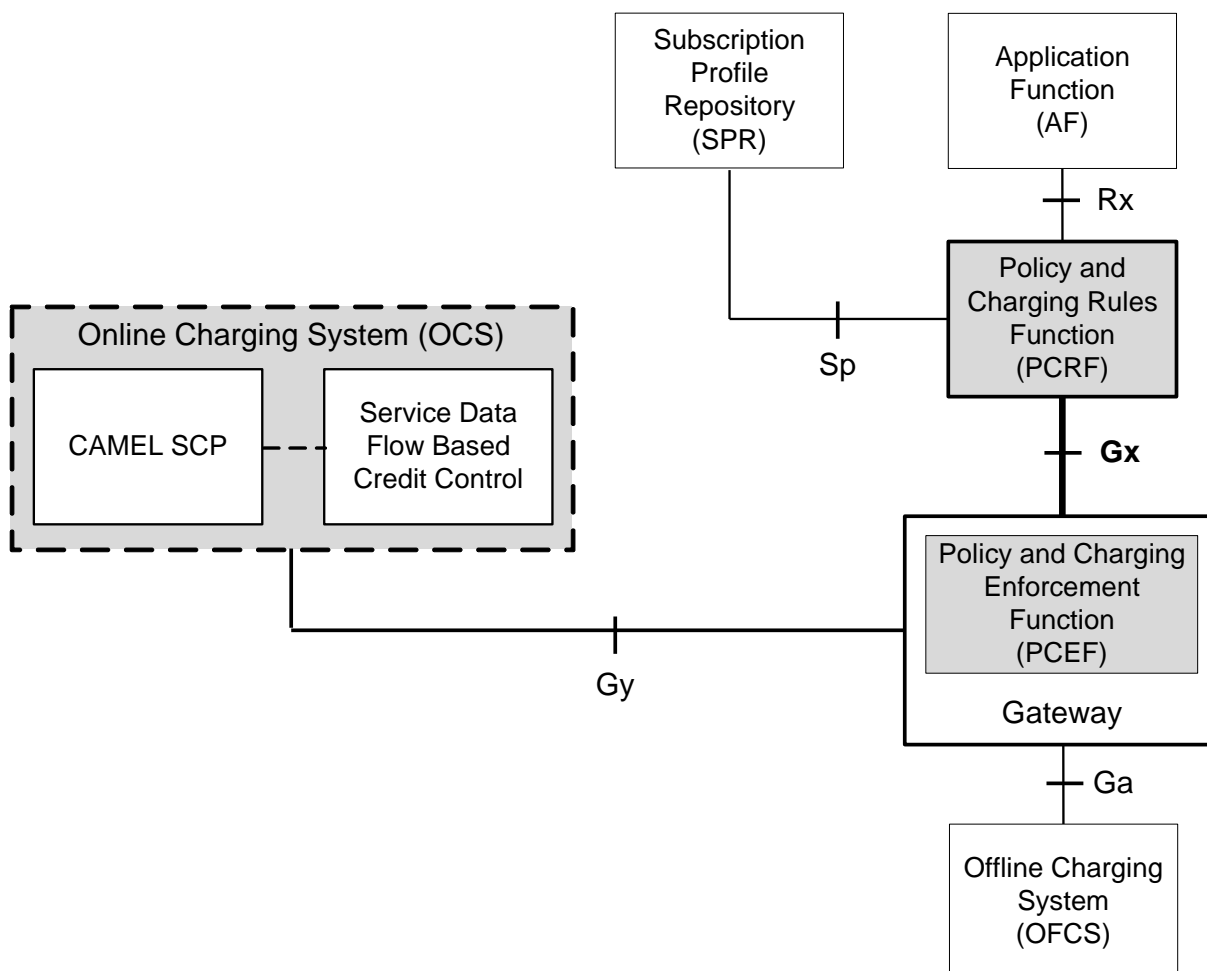 Subscription
Profile
Repository
(SPR)
Application
Function
(AF)
Rx
Policy and
Charging Rules
Function
(PCRF)
Sp
Online Charging System (OCS)
CAMEL SCP
Service Data
Flow Based
Credit Control
Gx
Policy and Charging
Enforcement
Function
(PCEF)
Gateway
Gy
Ga
Offline Charging
System
(OFCS)